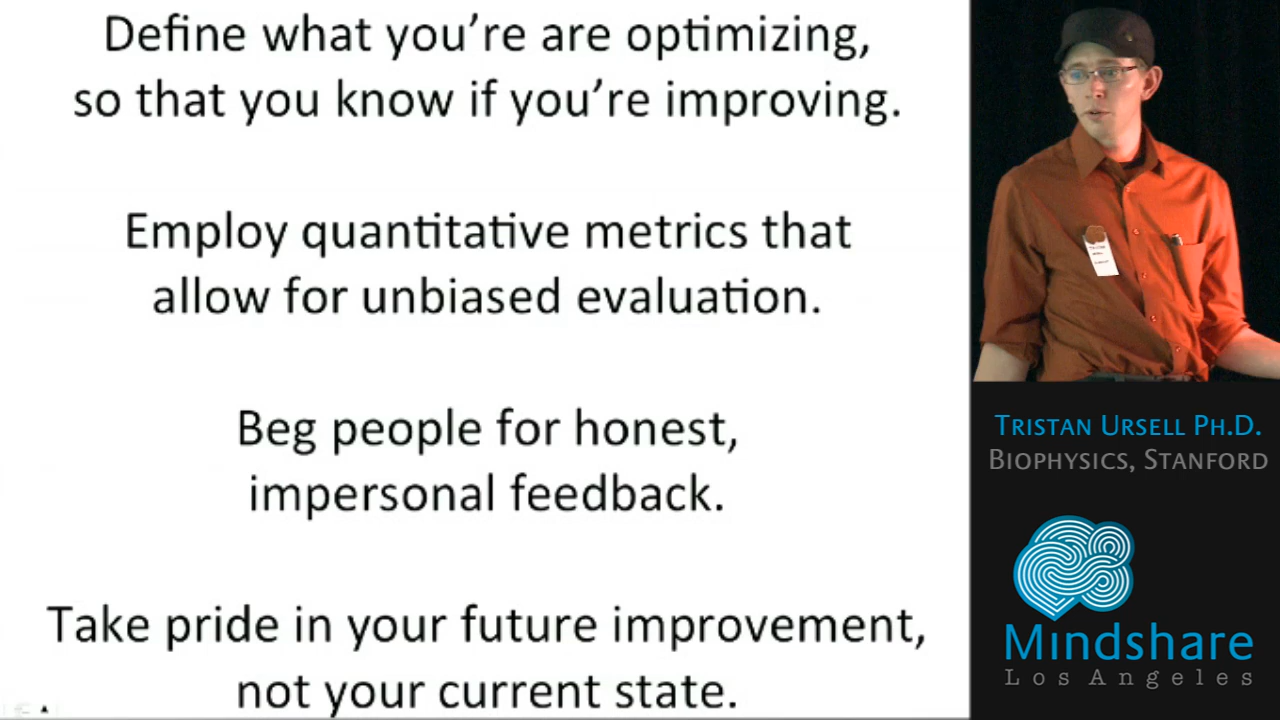 Define what you're are optimizing,
so that you know if you're improving.
Employ quantitative metrics that
allow for unbiased evaluation.
Beg people for honest,
impersonal feedback.
Take pride in your future improvement,
not your current state.
TRISTAN URSELL PH.D.
BIOPHYSICS, STANFORD
Mindshare
Los Angeles